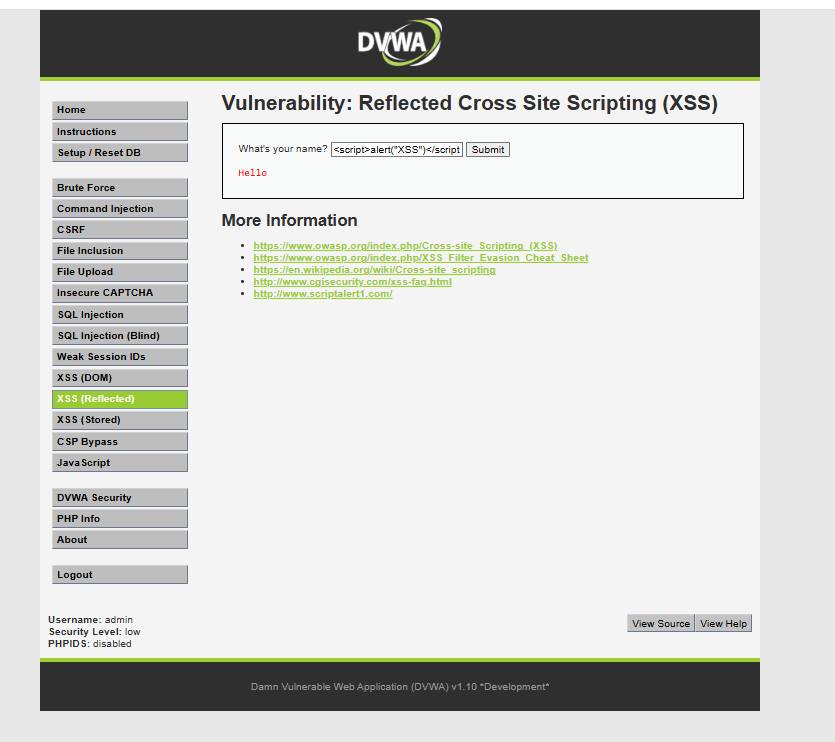 DVWA
Vulnerability: Reflected Cross Site Scripting (XSS)
Home
Instructions
Setup / Reset DB
Brute Force
Command Injection
CSRF
File Inclusion
File Upload
Insecure CAPTCHA
SQL Injection
SQL Injection (Blind)
Weak Session IDs
XSS (DOM)
XSS (Reflected)
XSS (Stored)
CSP Bypass
JavaScript
DVWA Security
PHP Info
About
Logout
What's your name? <script>alert("XSS")</script Submit
Hello
More Information
https://www.owasp.org/index.php/Cross-site_Scripting_(XSS)
https://www.owasp.org/index.php/XSS_Filter_Evasion_Cheat_Sheet
https://en.wikipedia.org/wiki/Cross-site_scripting
http://www.cgisecurity.com/xss-faq.html
http://www.scriptalert1.com/
Username: admin
Security Level: low
PHPIDS: disabled
View Source View Help
Damn Vulnerable Web Application (DVWA) v1.10 *Development*